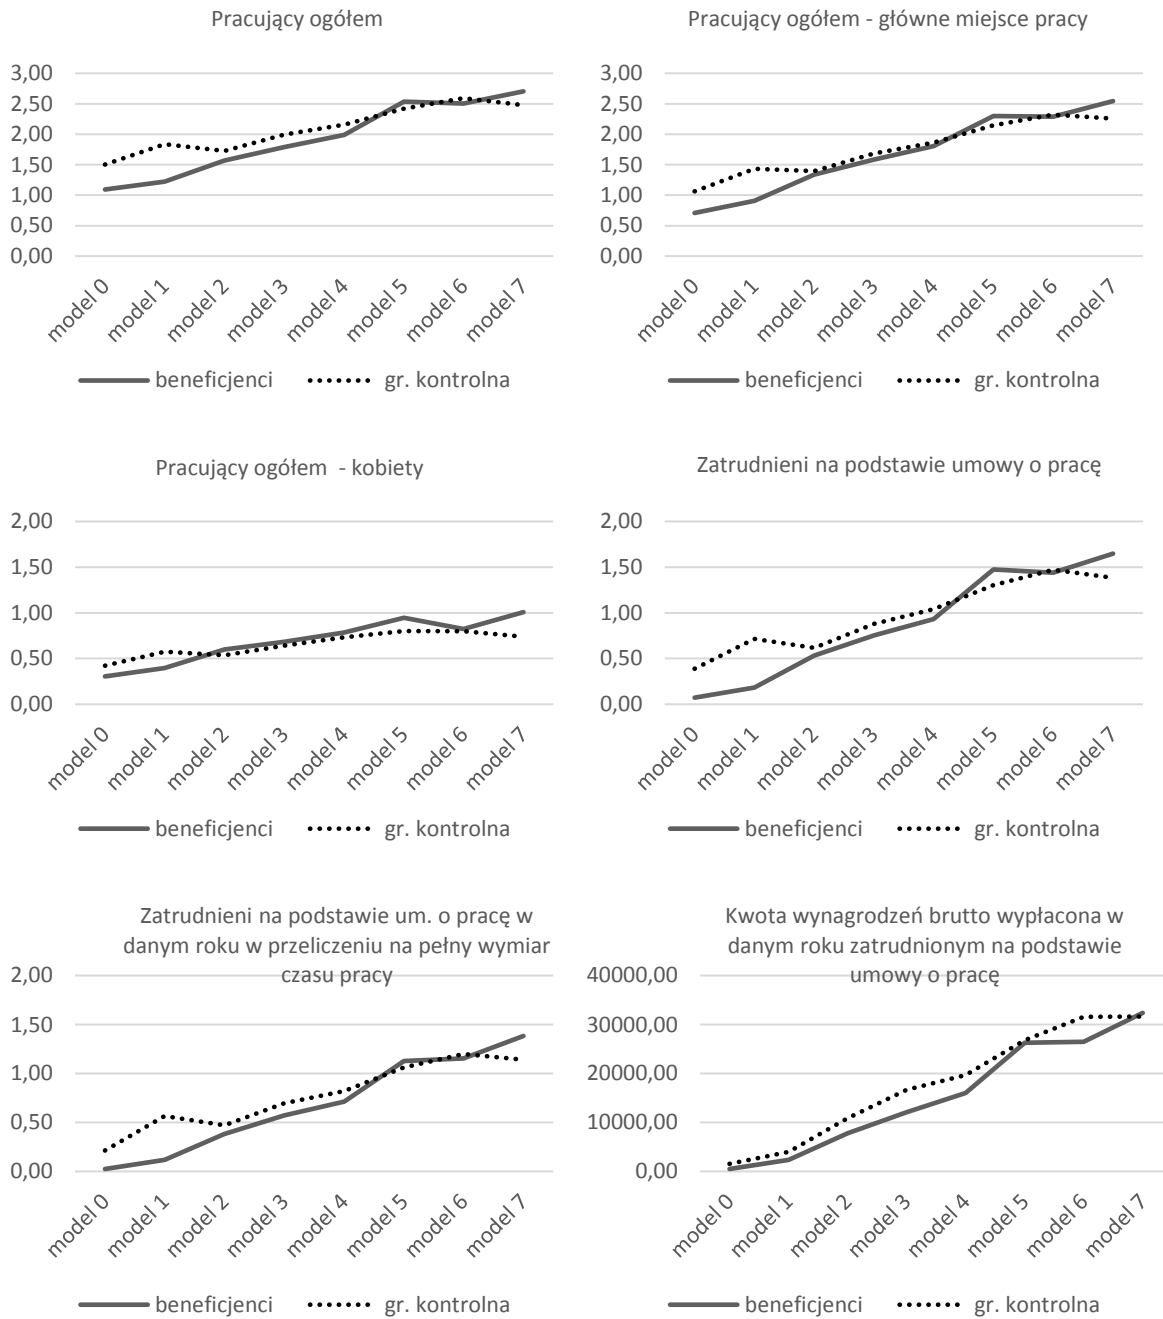 Pracujący ogółem
3,00
2,50
2,00
1,50
1,00
0,50
0,00
model 0
model 1
model 2
model 3
model 4
model 5
model 6
model 7
beneficjenci
gr. kontrolna
Pracujący ogółem - główne miejsce pracy
3,00
2,50
2,00
1,50
1,00
0,50
0,00
model 0
model 1
model 2
model 3
model 4
model 5
model 6
model 7
beneficjenci
gr. kontrolna
Pracujący ogółem - kobiety
2,00
1,50
1,00
0,50
0,00
model 0
model 1
model 2
model 3
model 4
model 5
model 6
model 7
beneficjenci
gr. kontrolna
Zatrudnieni na podstawie umowy o pracę
2,00
1,50
1,00
0,50
0,00
model 0
model 1
model 2
model 3
model 4
model 5
model 6
model 7
beneficjenci
gr. kontrolna
Zatrudnieni na podstawie um. o pracę w
danym roku w przeliczeniu na pełny wymiar
czasu pracy
2,00
1,50
1,00
0,50
0,00
model 0
model 1
model 2
model 3
model 4
model 5
model 6
model 7
beneficjenci
gr. kontrolna
Kwota wynagrodzeń brutto wypłacona w
danym roku zatrudnionym na podstawie
umowy o pracę
40000,00
30000,00
20000,00
10000,00
0,00
model 0
model 1
model 2
model 3
model 4
model 5
model 6
model 7
beneficjenci
gr. kontrolna